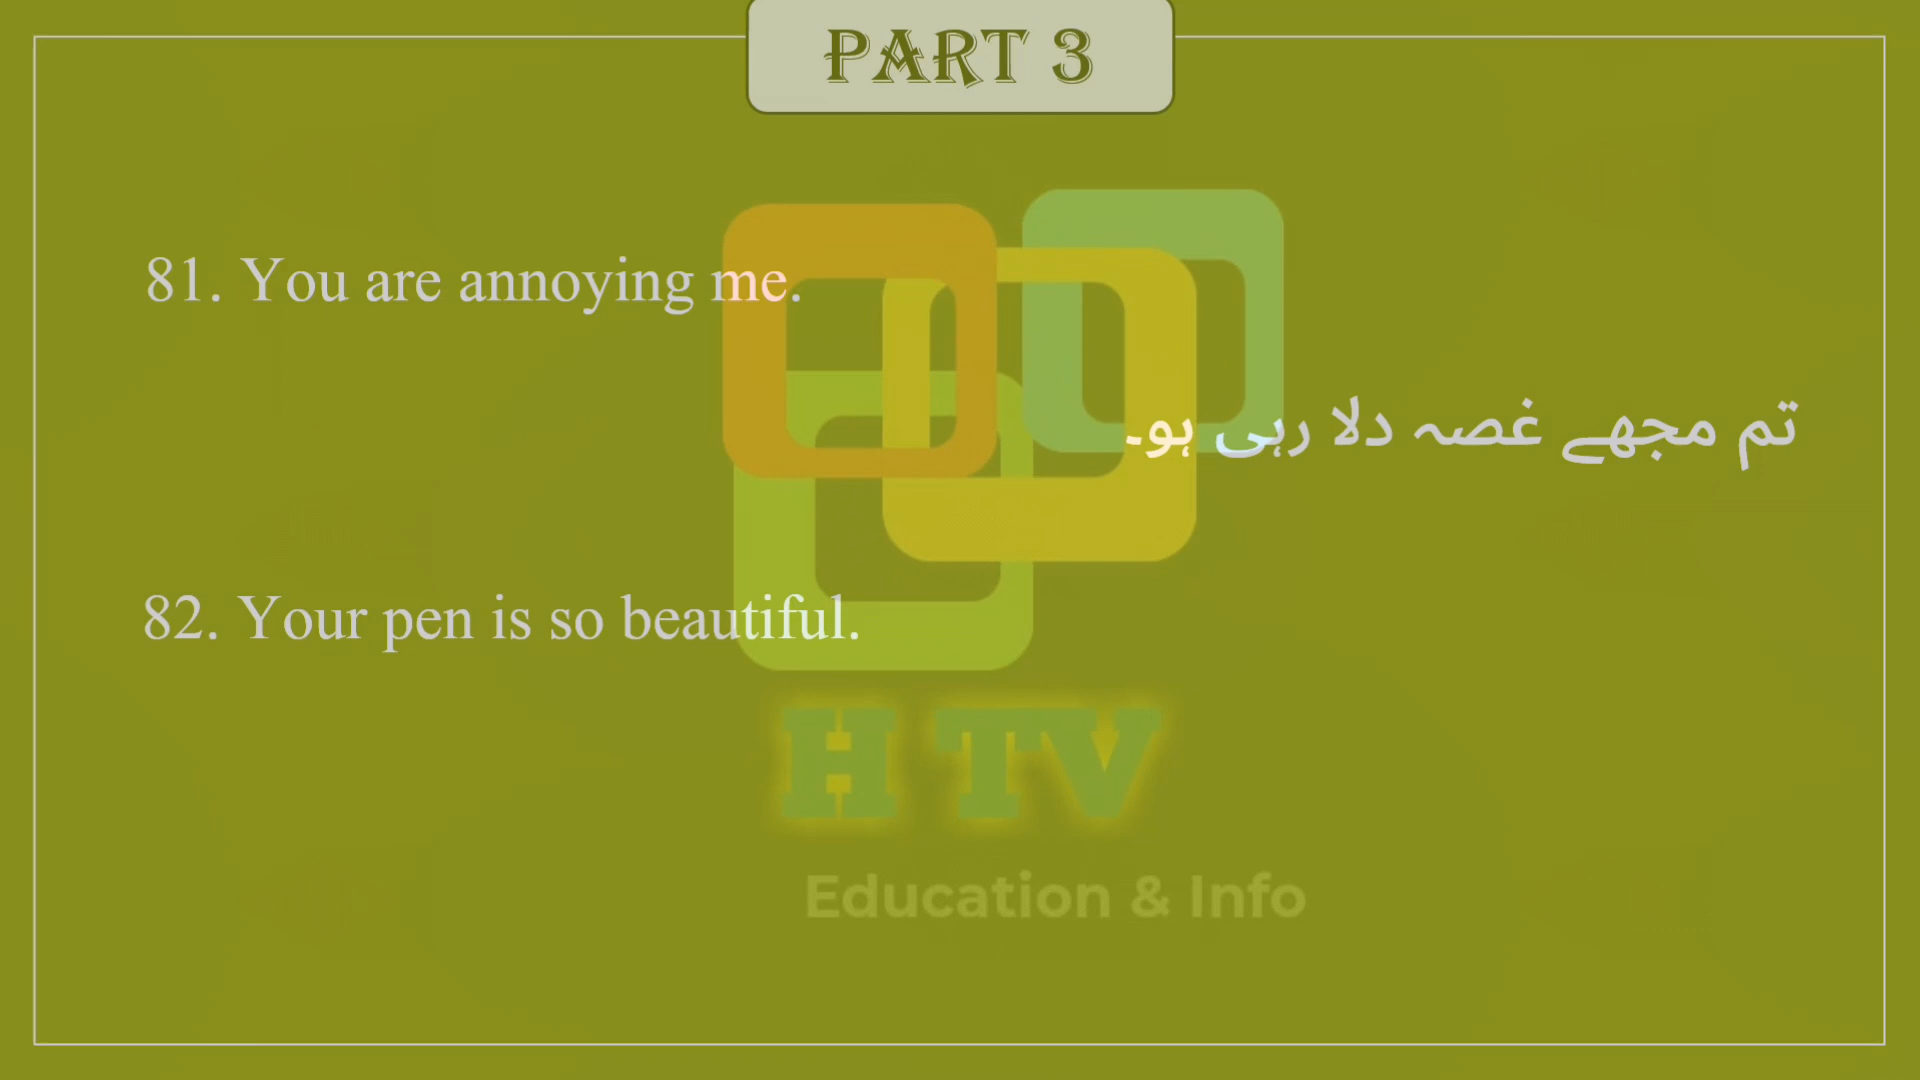 PART 3
81. You are annoying me.
تم مجھے غصہ دلا رہی ہو۔
82. Your pen is so beautiful.
H TV
Education & Info